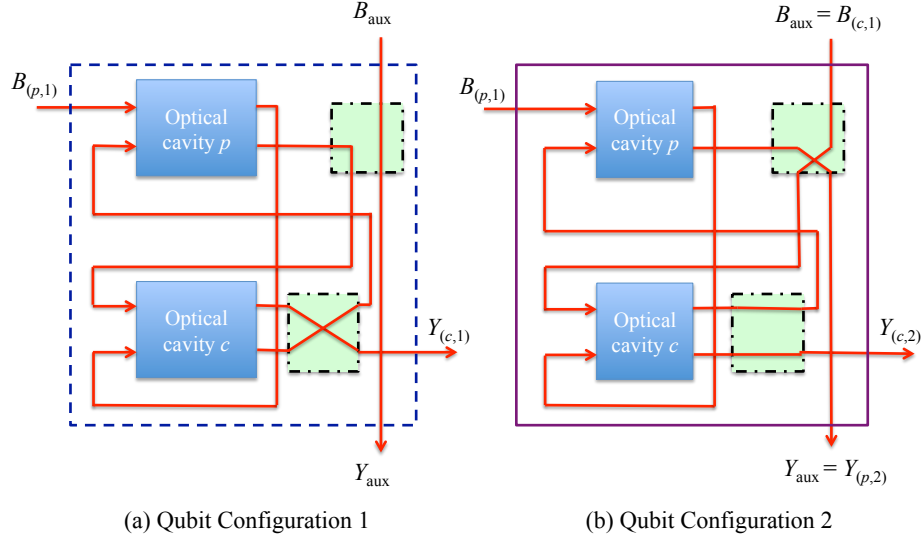 B_aux
B_(p,1)
Optical
cavity p
Optical
cavity c
Y_(c,1)
Y_aux
(a) Qubit Configuration 1
B_aux = B_(c,1)
B_(p,1)
Optical
cavity p
Optical
cavity c
Y_(c,2)
Y_aux = Y_(p,2)
(b) Qubit Configuration 2